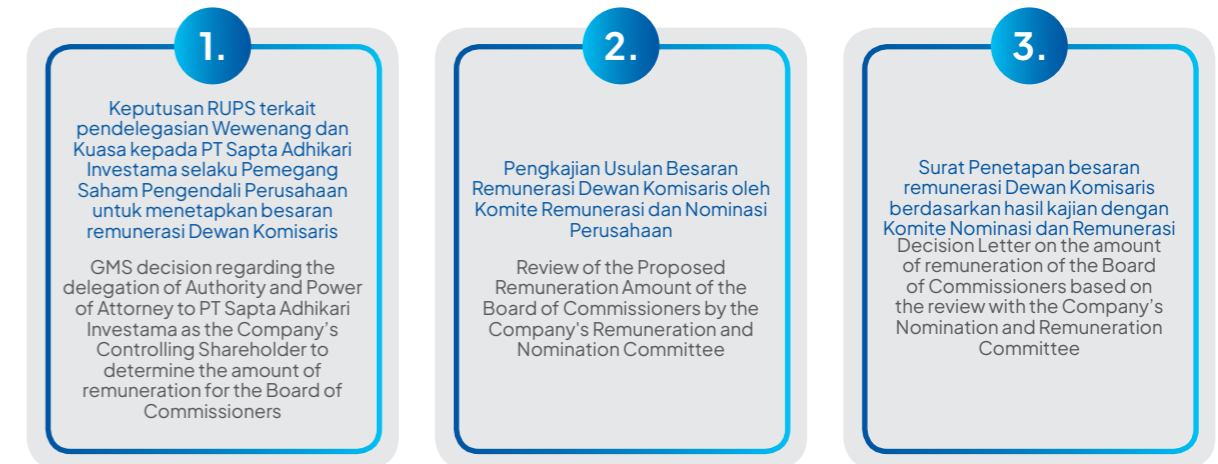 1.
Keputusan RUPS terkait
pendelegasian Wewenang dan
Kuasa kepada PT Sapta Adhikari
Investama selaku Pemegang
Saham Pengendali Perusahaan
untuk menetapkan besaran
remunerasi Dewan Komisaris
GMS decision regarding the
delegation of Authority and Power
of Attorney to PT Sapta Adhikari
Investama as the Company's
Controlling Shareholder to
determine the amount of
remuneration for the Board of
Commissioners
2.
Pengkajian Usulan Besaran
Remunerasi Dewan Komisaris oleh
Komite Remunerasi dan Nominasi
Perusahaan
Review of the Proposed
Remuneration Amount of the
Board of Commissioners by the
Company's Remuneration and
Nomination Committee
3.
Surat Penetapan besaran
remunerasi Dewan Komisaris
berdasarkan hasil kajian dengan
Komite Nominasi dan Remunerasi
Decision Letter on the amount
of remuneration of the Board
of Commissioners based on
the review with the Company's
Nomination and Remuneration
Committee